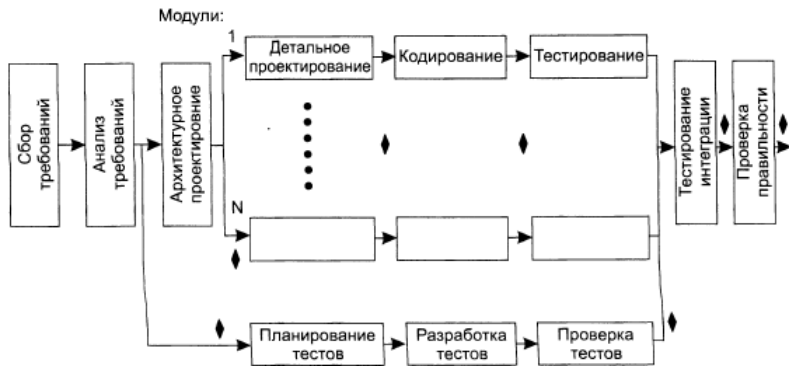 Модули:
1
Детальное
проектирование
Кодирование
Тестирование
Сбор
требований
Анализ
требований
Архитектурное
проектировние
Тестирование
интеграции
Проверка
правильности
N
Планирование
тестов
Разработка
тестов
Проверка
тестов